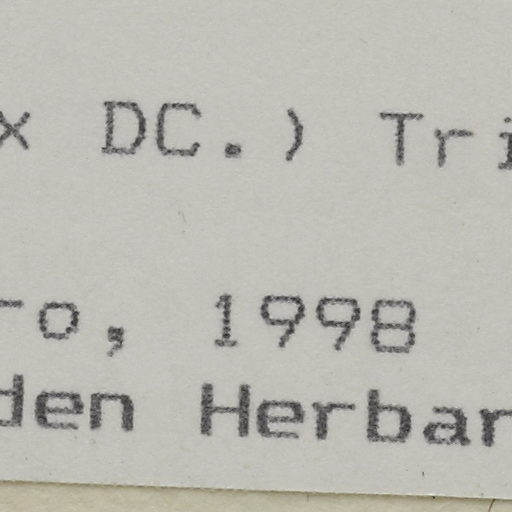 x DC.) Tri
ro, 1998
den Herbar